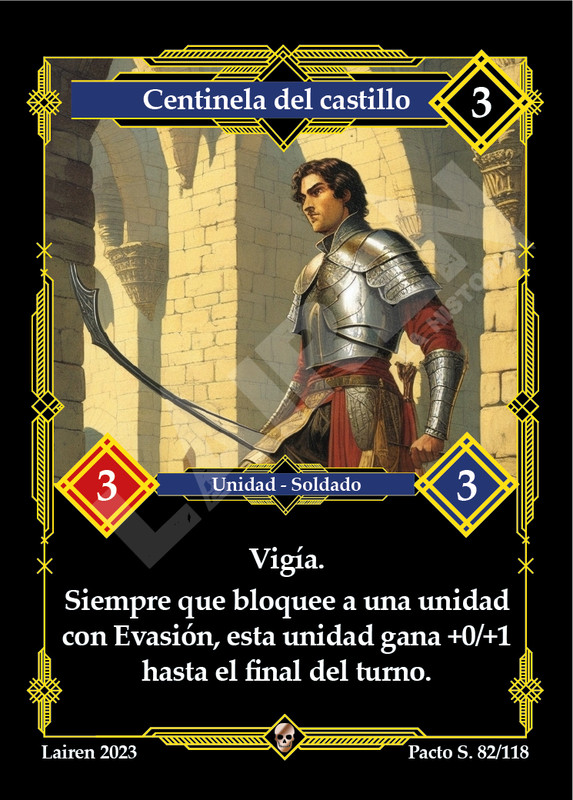 Centinela del castillo
3
3
Unidad - Soldado
3
Vigía.
Siempre que bloquee a una unidad
con Evasión, esta unidad gana +0/+1
hasta el final del turno.
Lairen 2023
Pacto S. 82/118
LAIREN